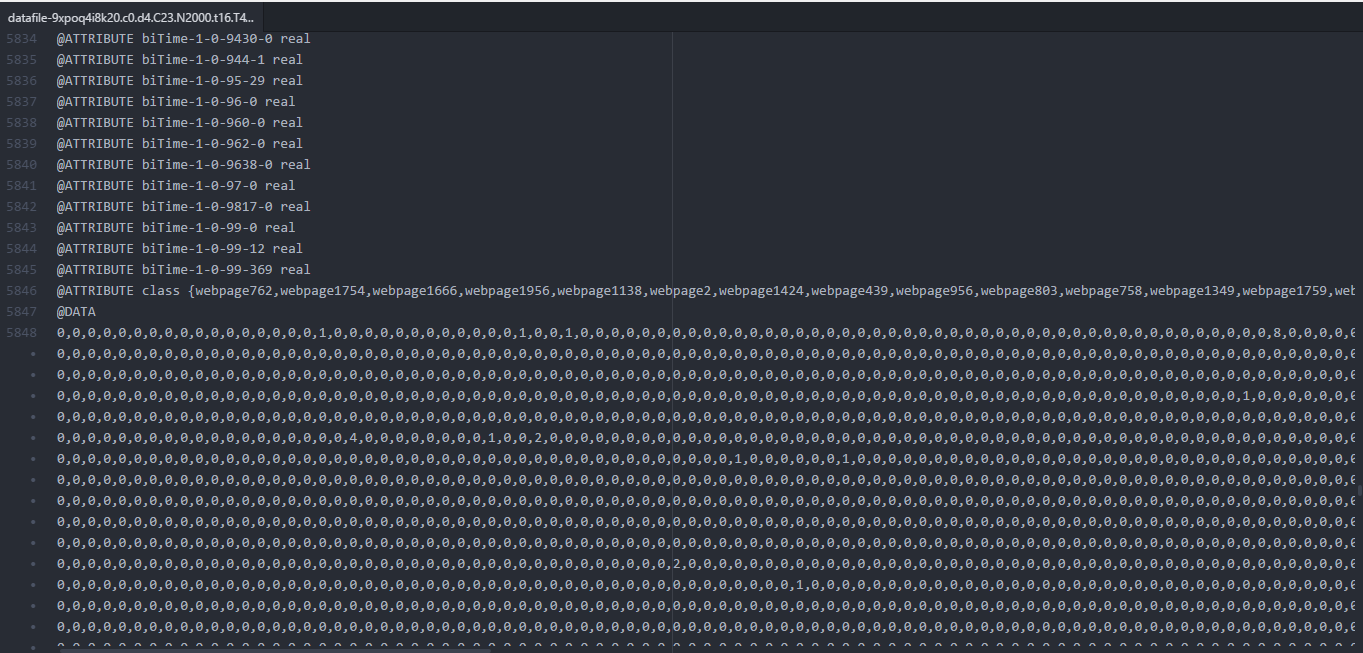 datafile-9xpoq4i8k20.c0.d4.C23.N2000.t16.T4...
5834 @ATTRIBUTE biTime-1-0-9430-0 real
5835 @ATTRIBUTE biTime-1-0-944-1 real
5836 @ATTRIBUTE biTime-1-0-95-29 real
5837 @ATTRIBUTE biTime-1-0-96-0 real
5838 @ATTRIBUTE biTime-1-0-960-0 real
5839 @ATTRIBUTE biTime-1-0-962-0 real
5840 @ATTRIBUTE biTime-1-0-9638-0 real
5841 @ATTRIBUTE biTime-1-0-97-0 real
5842 @ATTRIBUTE biTime-1-0-9817-0 real
5843 @ATTRIBUTE biTime-1-0-99-0 real
5844 @ATTRIBUTE biTime-1-0-99-12 real
5845 @ATTRIBUTE biTime-1-0-99-369 real
5846 @ATTRIBUTE class {webpage762,webpage1754,webpage1666,webpage1956,webpage1138,webpage2,webpage1424,webpage439,webpage956,webpage803,webpage758,webpage1349,webpage1759,web
5847 @DATA
5848 0,0,0,0,0,0,0,0,0,0,0,0,0,0,0,0,0,1,0,0,0,0,0,0,0,0,0,0,0,0,1,0,0,1,0,0,0,0,0,0,0,0,0,0,0,0,0,0,0,0,0,0,0,0,0,0,0,0,0,0,0,0,0,0,0,0,0,0,0,0,0,0,0,0,0,0,0,0,0,8,0,0,0,0,0
0,0,0,0,0,0,0,0,0,0,0,0,0,0,0,0,0,0,0,0,0,0,0,0,0,0,0,0,0,0,0,0,0,0,0,0,0,0,0,0,0,0,0,0,0,0,0,0,0,0,0,0,0,0,0,0,0,0,0,0,0,0,0,0,0,0,0,0,0,0,0,0,0,0,0,0,0,0,0,0,0,0,0,0,0
0,0,0,0,0,0,0,0,0,0,0,0,0,0,0,0,0,0,0,0,0,0,0,0,0,0,0,0,0,0,0,0,0,0,0,0,0,0,0,0,0,0,0,0,0,0,0,0,0,0,0,0,0,0,0,0,0,0,0,0,0,0,0,0,0,0,0,0,0,0,0,0,0,0,0,0,0,0,0,0,0,0,0,0,0
0,0,0,0,0,0,0,0,0,0,0,0,0,0,0,0,0,0,0,0,0,0,0,0,0,0,0,0,0,0,0,0,0,0,0,0,0,0,0,0,0,0,0,0,0,0,0,0,0,0,0,0,0,0,0,0,0,0,0,0,0,0,0,0,0,0,0,0,0,0,0,0,0,0,0,0,0,1,0,0,0,0,0,0,0
0,0,0,0,0,0,0,0,0,0,0,0,0,0,0,0,0,0,0,0,0,0,0,0,0,0,0,0,0,0,0,0,0,0,0,0,0,0,0,0,0,0,0,0,0,0,0,0,0,0,0,0,0,0,0,0,0,0,0,0,0,0,0,0,0,0,0,0,0,0,0,0,0,0,0,0,0,0,0,0,0,0,0,0,0
0,0,0,0,0,0,0,0,0,0,0,0,0,0,0,0,0,0,0,4,0,0,0,0,0,0,0,0,1,0,0,2,0,0,0,0,0,0,0,0,0,0,0,0,0,0,0,0,0,0,0,0,0,0,0,0,0,0,0,0,0,0,0,0,0,0,0,0,0,0,0,0,0,0,0,0,0,0,0,0,0,0,0,0,0
0,0,0,0,0,0,0,0,0,0,0,0,0,0,0,0,0,0,0,0,0,0,0,0,0,0,0,0,0,0,0,0,0,0,0,0,0,0,0,0,0,0,0,0,1,0,0,0,0,0,0,1,0,0,0,0,0,0,0,0,0,0,0,0,0,0,0,0,0,0,0,0,0,0,0,0,0,0,0,0,0,0,0,0,0
0,0,0,0,0,0,0,0,0,0,0,0,0,0,0,0,0,0,0,0,0,0,0,0,0,0,0,0,0,0,0,0,0,0,0,0,0,0,0,0,0,0,0,0,0,0,0,0,0,0,0,0,0,0,0,0,0,0,0,0,0,0,0,0,0,0,0,0,0,0,0,0,0,0,0,0,0,0,0,0,0,0,0,0,0
0,0,0,0,0,0,0,0,0,0,0,0,0,0,0,0,0,0,0,0,0,0,0,0,0,0,0,0,0,0,0,0,0,0,0,0,0,0,0,0,0,0,0,0,0,0,0,0,0,0,0,0,0,0,0,0,0,0,0,0,0,0,0,0,0,0,0,0,0,0,0,0,0,0,0,0,0,0,0,0,0,0,0,0,0
0,0,0,0,0,0,0,0,0,0,0,0,0,0,0,0,0,0,0,0,0,0,0,0,0,0,0,0,0,0,0,0,0,0,0,0,0,0,0,0,0,0,0,0,0,0,0,0,0,0,0,0,0,0,0,0,0,0,0,0,0,0,0,0,0,0,0,0,0,0,0,0,0,0,0,0,0,0,0,0,0,0,0,0,0
0,0,0,0,0,0,0,0,0,0,0,0,0,0,0,0,0,0,0,0,0,0,0,0,0,0,0,0,0,0,0,0,0,0,0,0,0,0,0,0,0,0,0,0,0,0,0,0,0,0,0,0,0,0,0,0,0,0,0,0,0,0,0,0,0,0,0,0,0,0,0,0,0,0,0,0,0,0,0,0,0,0,0,0,0
0,0,0,0,0,0,0,0,0,0,0,0,0,0,0,0,0,0,0,0,0,0,0,0,0,0,0,0,0,0,0,0,0,0,0,0,0,0,0,0,2,0,0,0,0,0,0,0,0,0,0,0,0,0,0,0,0,0,0,0,0,0,0,0,0,0,0,0,0,0,0,0,0,0,0,0,0,0,0,0,0,0,0,0,0
0,0,0,0,0,0,0,0,0,0,0,0,0,0,0,0,0,0,0,0,0,0,0,0,0,0,0,0,0,0,0,0,0,0,0,0,0,0,0,0,0,0,0,0,0,0,0,0,1,0,0,0,0,0,0,0,0,0,0,0,0,0,0,0,0,0,0,0,0,0,0,0,0,0,0,0,0,0,0,0,0,0,0,0,0
0,0,0,0,0,0,0,0,0,0,0,0,0,0,0,0,0,0,0,0,0,0,0,0,0,0,0,0,0,0,0,0,0,0,0,0,0,0,0,0,0,0,0,0,0,0,0,0,0,0,0,0,0,0,0,0,0,0,0,0,0,0,0,0,0,0,0,0,0,0,0,0,0,0,0,0,0,0,0,0,0,0,0,0,0
0,0,0,0,0,0,0,0,0,0,0,0,0,0,0,0,0,0,0,0,0,0,0,0,0,0,0,0,0,0,0,0,0,0,0,0,0,0,0,0,0,0,0,0,0,0,0,0,0,0,0,0,0,0,0,0,0,0,0,0,0,0,0,0,0,0,0,0,0,0,0,0,0,0,0,0,0,0,0,0,0,0,0,0,0